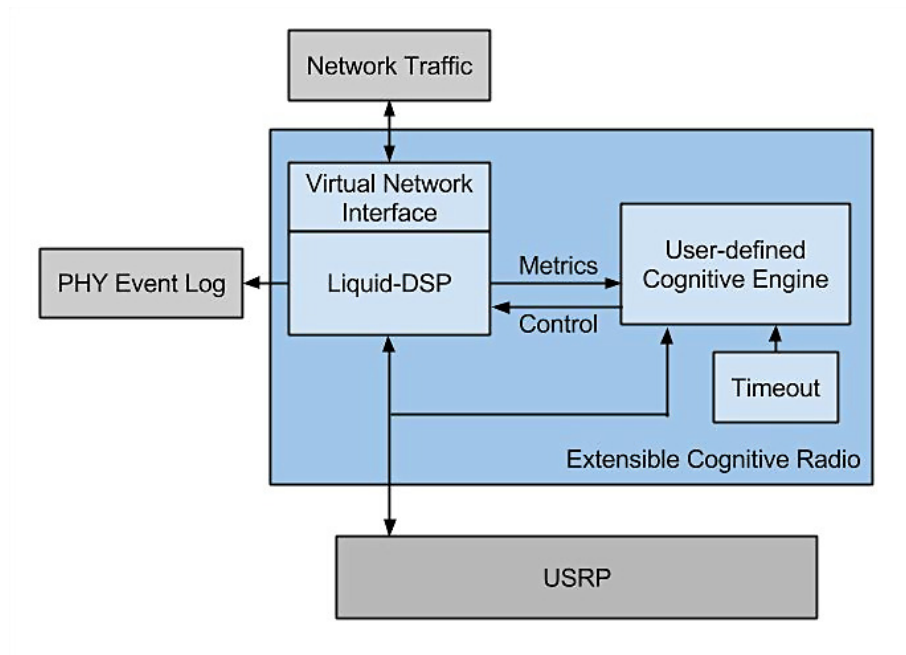 Network Traffic
Virtual Network
Interface
PHY Event Log
Liquid-DSP
Metrics
Control
User-defined
Cognitive Engine
Timeout
Extensible Cognitive Radio
USRP